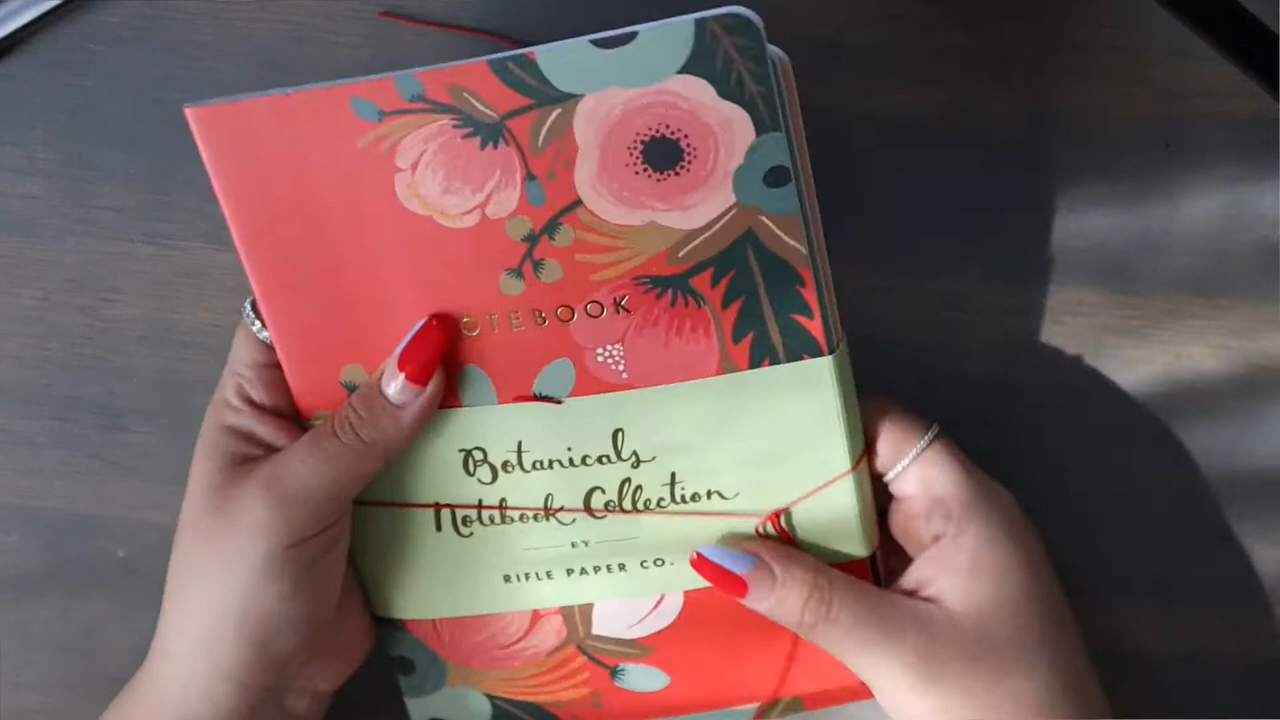 OTEBOOK
Botanicals
Notebook Collection
BY
RIFLE PAPER CO.